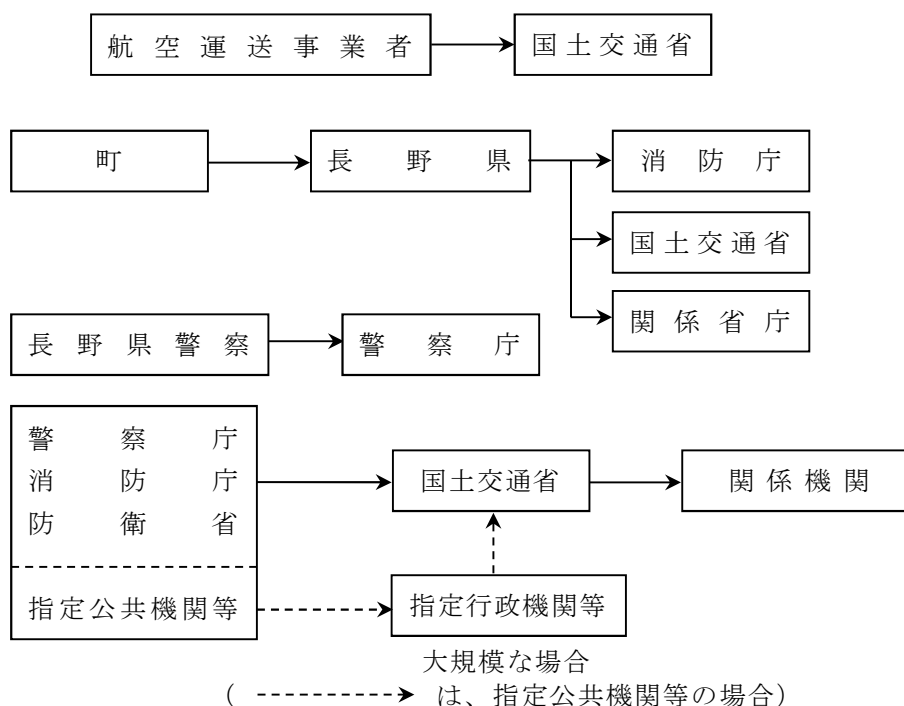 航空運送事業者
国土交通省
町
長野県
消防庁
国土交通省
関係省庁
長野県警察
警察庁
警察庁
消防庁
防衛省
国土交通省
関係機関
指定公共機関等
指定行政機関等
大規模な場合
( は、指定公共機関等の場合)